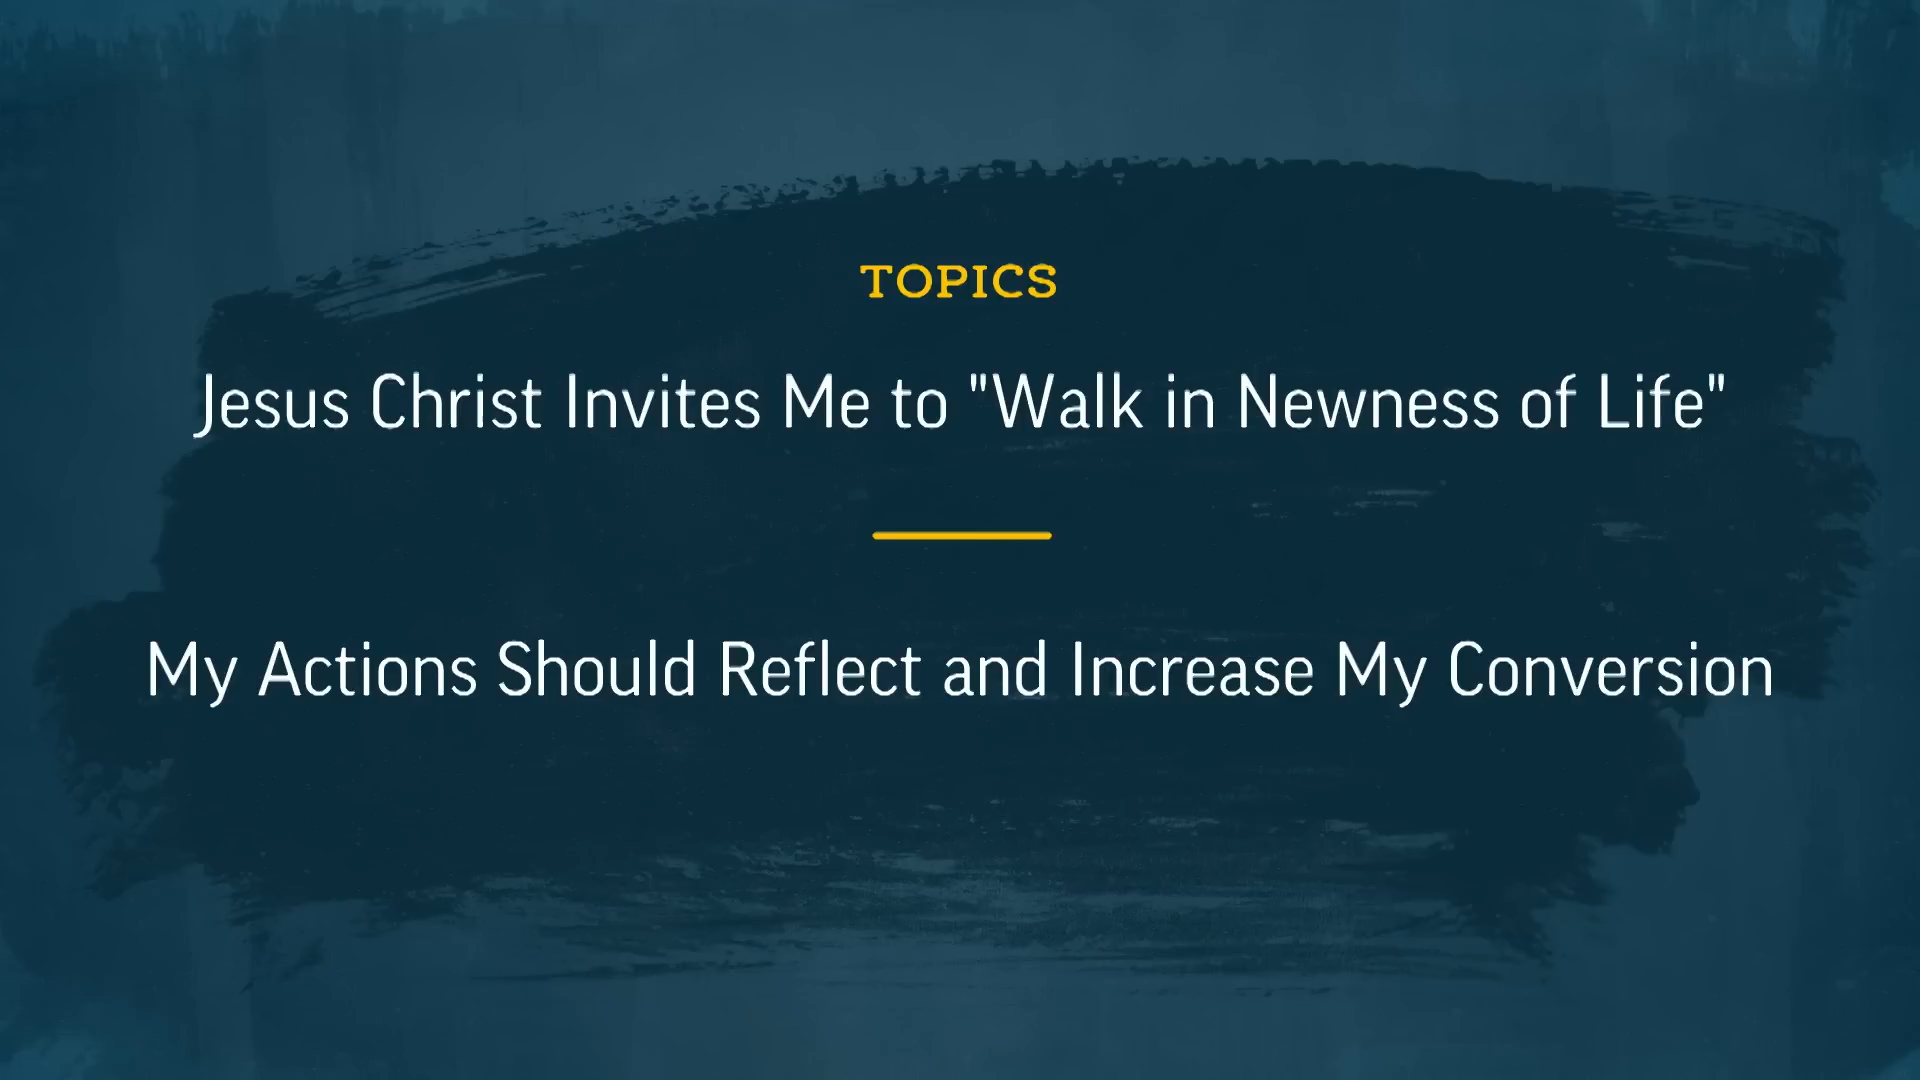 TOPICS
Jesus Christ Invites Me to "Walk in Newness of Life"
My Actions Should Reflect and Increase My Conversion